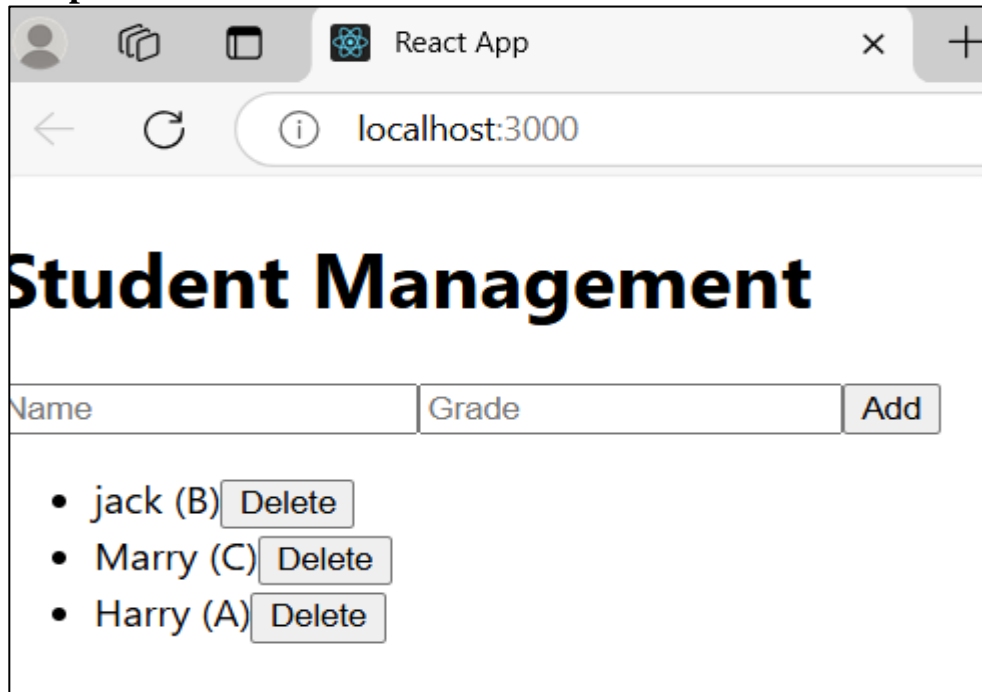 React App
localhost:3000
Student Management
Name Grade Add
jack (B) Delete
Marry (C) Delete
Harry (A) Delete